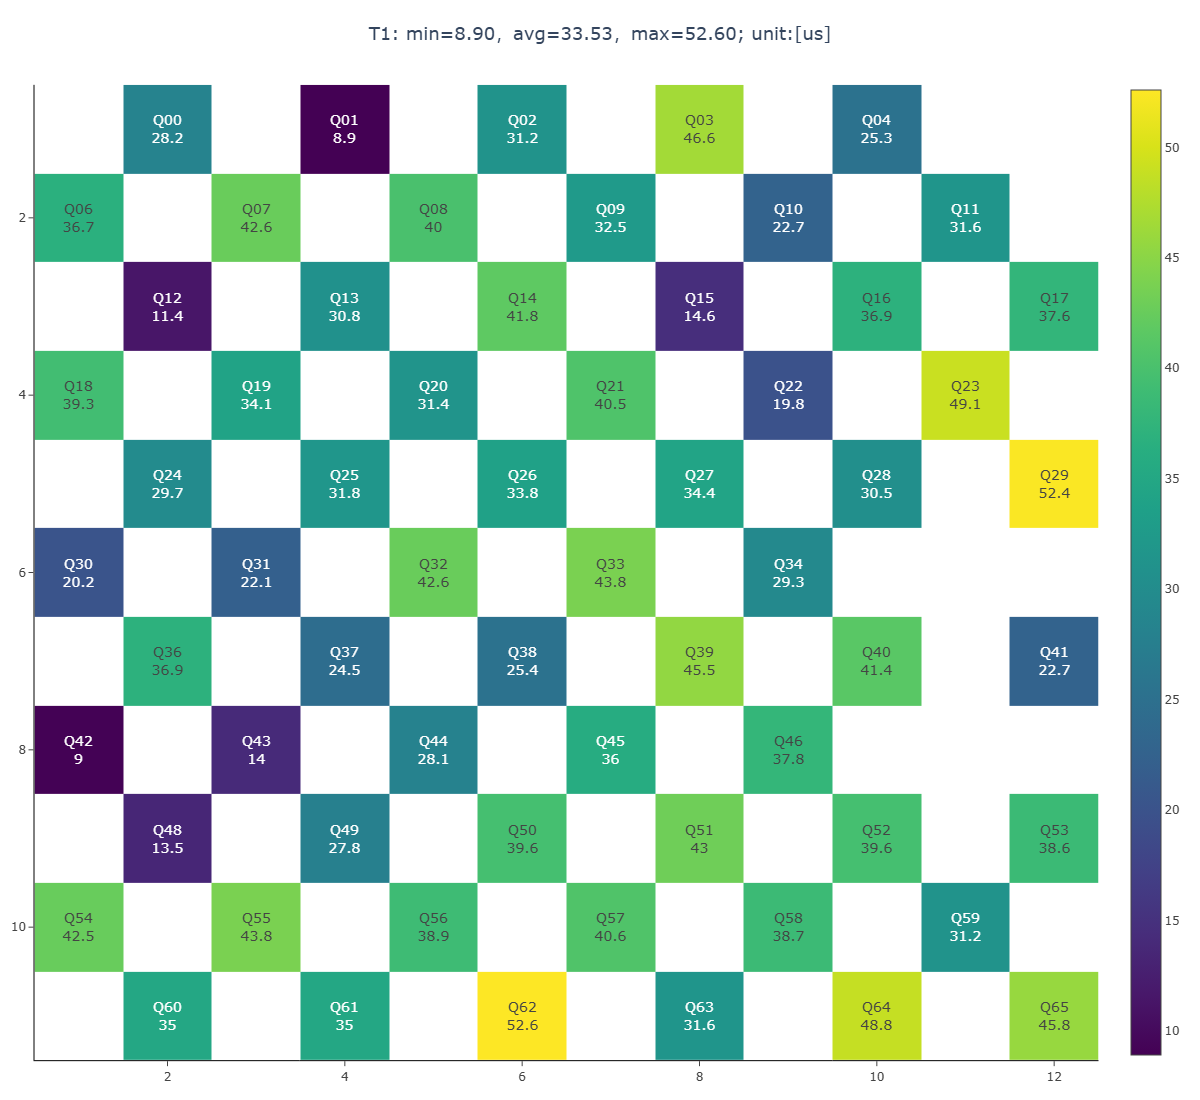 T1: min=8.90, avg=33.53, max=52.60; unit:[us]
Q00 Q01 Q02 Q03 Q04
28.2 8.9 31.2 46.6 25.3
Q06 Q07 Q08 Q09 Q10 Q11
36.7 42.6 40 32.5 22.7 31.6
2
Q12 Q13 Q14 Q15 Q16 Q17
11.4 30.8 41.8 14.6 36.9 37.6
Q18 Q19 Q20 Q21 Q22 Q23
39.3 34.1 31.4 40.5 19.8 49.1
4
Q24 Q25 Q26 Q27 Q28 Q29
29.7 31.8 33.8 34.4 30.5 52.4
Q30 Q31 Q32 Q33 Q34
20.2 22.1 42.6 43.8 29.3
6
Q36 Q37 Q38 Q39 Q40 Q41
36.9 24.5 25.4 45.5 41.4 22.7
Q42 Q43 Q44 Q45 Q46
9 14 28.1 36 37.8
8
Q48 Q49 Q50 Q51 Q52 Q53
13.5 27.8 39.6 43 39.6 38.6
Q54 Q55 Q56 Q57 Q58 Q59
42.5 43.8 38.9 40.6 38.7 31.2
10
Q60 Q61 Q62 Q63 Q64 Q65
35 35 52.6 31.6 48.8 45.8
2 4 6 8 10 12
50
45
40
35
30
25
20
15
10